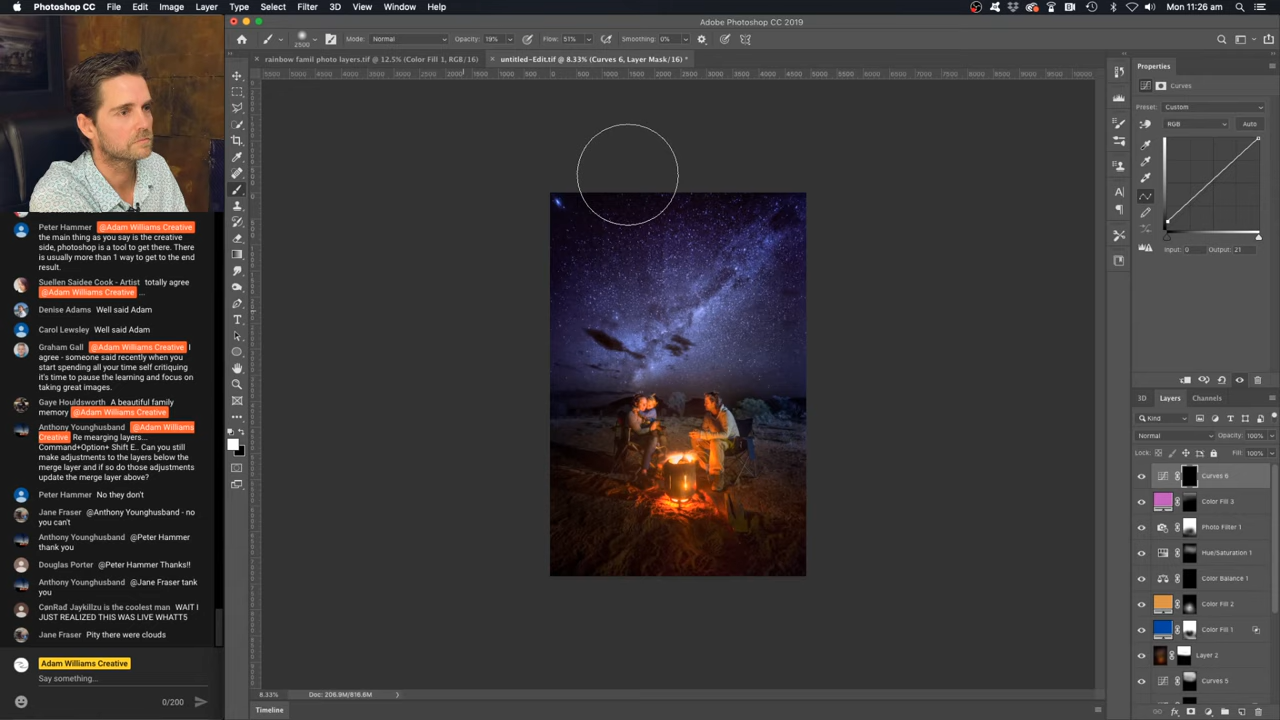 Photoshop CC File Edit Image Layer Type Select Filter 3D View Window Help
11:26 am
Adobe Photoshop CC 2019
2500 Mode: Normal Opacity: 19% Flow: 51% Smoothing: 0%
× rainbow famil photo layers.tif @ 12.5% (Color Fill 1, RGB/16) × untitled-Edit.tif @ 8.33% (Curves 6, Layer Mask/16) *
Peter Hammer @Adam Williams Creative
the main thing as you say is the creative
side, photoshop is a tool to get there. There
is usually more than 1 way to get to the end
result.
Suellen Saidee Cook - Artist totally agree
@Adam Williams Creative ...
Denise Adams Well said Adam
Carol Lewsley Well said Adam
Graham Gall @Adam Williams Creative I
agree - someone said recently when you
start spending all your time self critiquing
it's time to pause the learning and focus on
taking great images.
Gaye Houldsworth A beautiful family
memory @Adam Williams Creative
Anthony Younghusband @Adam Williams
Creative Re mearging layers...
Command+Option+ Shift E.. Can you still
make adjustments to the layers below the
merge layer and if so do those adjustments
update the merge layer above?
Peter Hammer No they don't
Jane Fraser @Anthony Younghusband - no
you can't
Anthony Younghusband @Peter Hammer
thank you
Douglas Porter @Peter Hammer Thanks!!
Anthony Younghusband @Jane Fraser tank
you
CønRad Jaykillzu is the coolest man WAIT I
JUST REALIZED THIS WAS LIVE WHATT5
Jane Fraser Pity there were clouds
Adam Williams Creative
Say something...
0/200
8.33% Doc: 206.9M/816.6M
Timeline
Properties
Curves
Preset: Custom
RGB Auto
Input: 0 Output: 21
3D Layers Channels
Kind
Normal Opacity: 100%
Lock: Fill: 100%
Curves 6
Color Fill 3
Photo Filter 1
Hue/Saturation 1
Color Balance 1
Color Fill 2
Color Fill 1
Layer 2
Curves 5